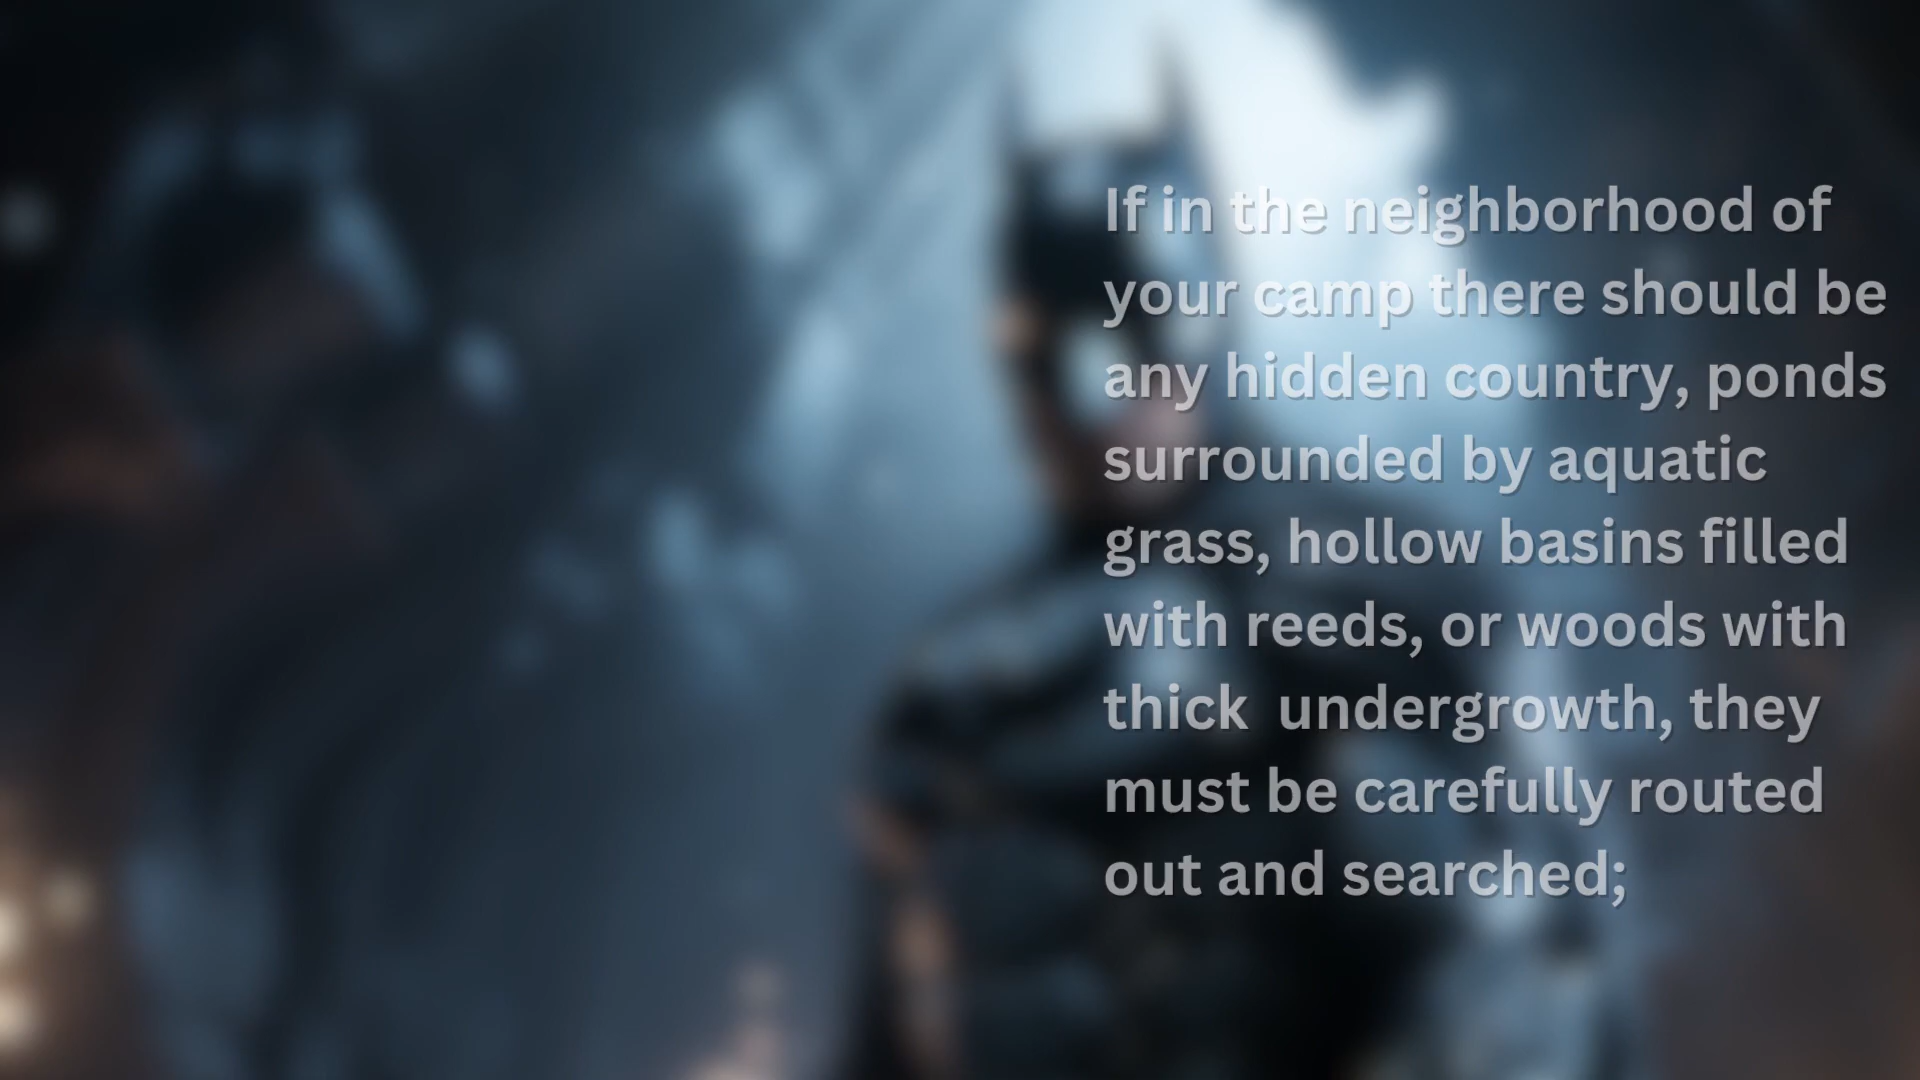 If in the neighborhood of
your camp there should be
any hidden country, ponds
surrounded by aquatic
grass, hollow basins filled
with reeds, or woods with
thick  undergrowth, they
must be carefully routed
out and searched;